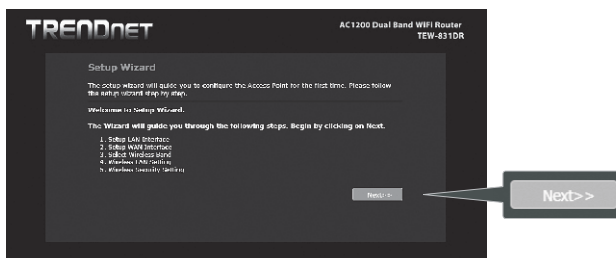 TRENDNET
AC1200 Dual Band WiFi Router
TEW-831DR
Setup Wizard
The setup wizard will guide you to configure the Access Point for the first time. Please follow
the setup wizard step by step.
Welcome to Setup Wizard.
The Wizard will guide you through the following steps. Begin by clicking on Next.
1. Setup LAN Interface
2. Setup WAN Interface
3. Select Wireless Band
4. Wireless LAN Setting
5. Wireless Security Setting
Next>>
Next>>